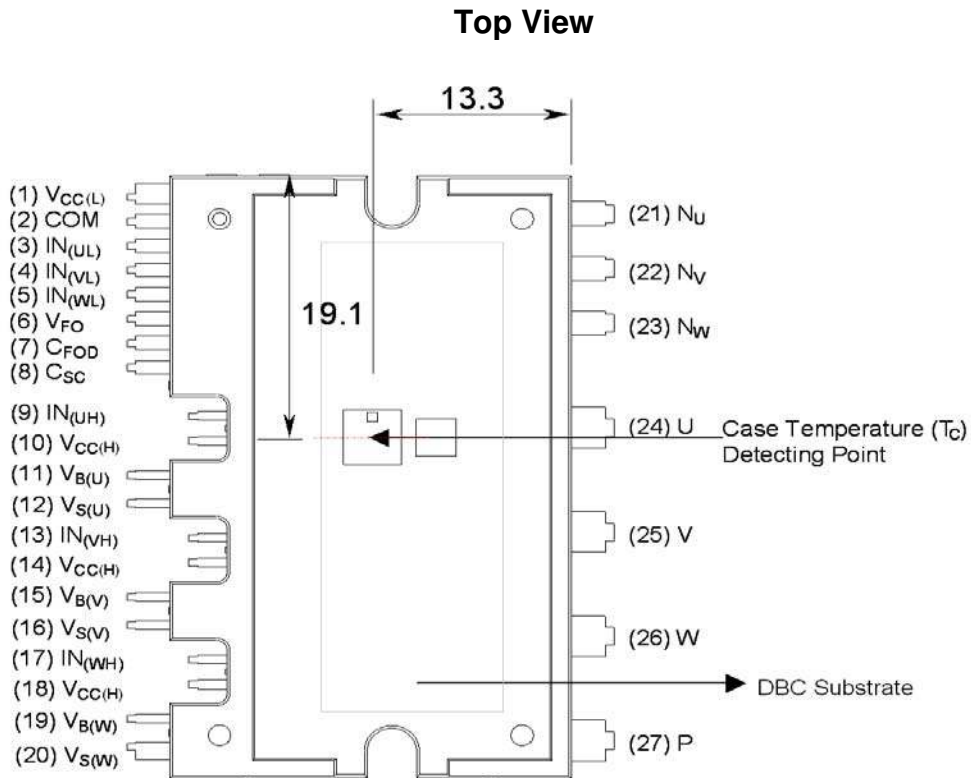 Top View
13.3
19.1
(1) VCC(L)
(2) COM
(3) IN(UL)
(4) IN(VL)
(5) IN(WL)
(6) VFO
(7) CFOD
(8) CSC
(9) IN(UH)
(10) VCC(H)
(11) VB(U)
(12) VS(U)
(13) IN(VH)
(14) VCC(H)
(15) VB(V)
(16) VS(V)
(17) IN(WH)
(18) VCC(H)
(19) VB(W)
(20) VS(W)
(21) NU
(22) NV
(23) NW
(24) U
Case Temperature (TC)
Detecting Point
(25) V
(26) W
DBC Substrate
(27) P